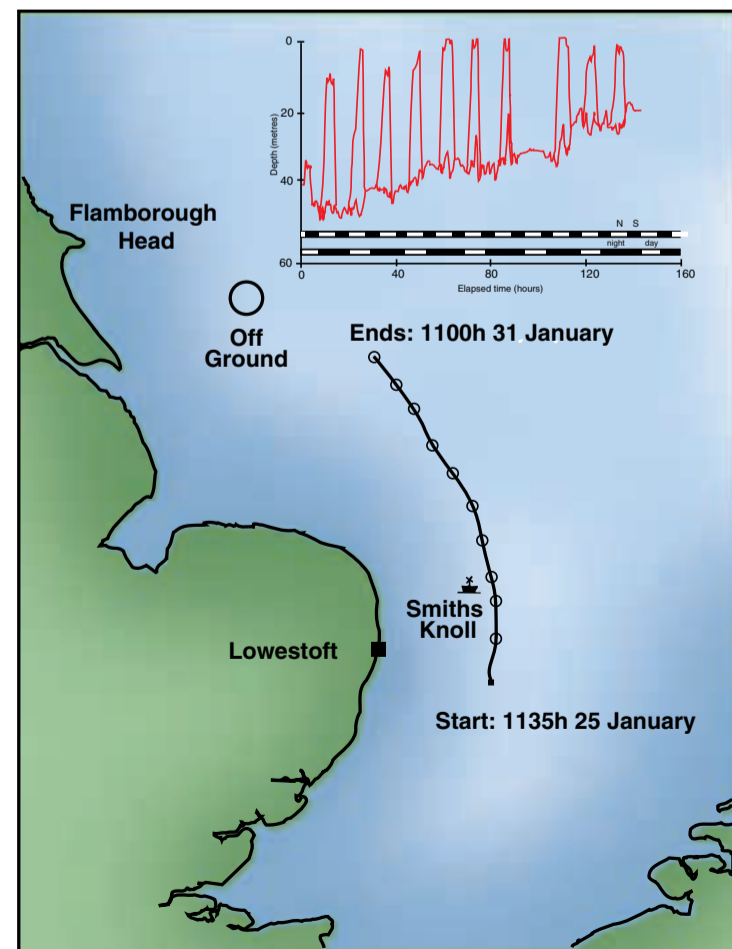 0
20
40
60
Depth (metres)
N S
night day
0 40 80 120 160
Elapsed time (hours)
Flamborough
Head
Off
Ground
Ends: 1100h 31 January
Smiths
Knoll
Lowestoft
Start: 1135h 25 January